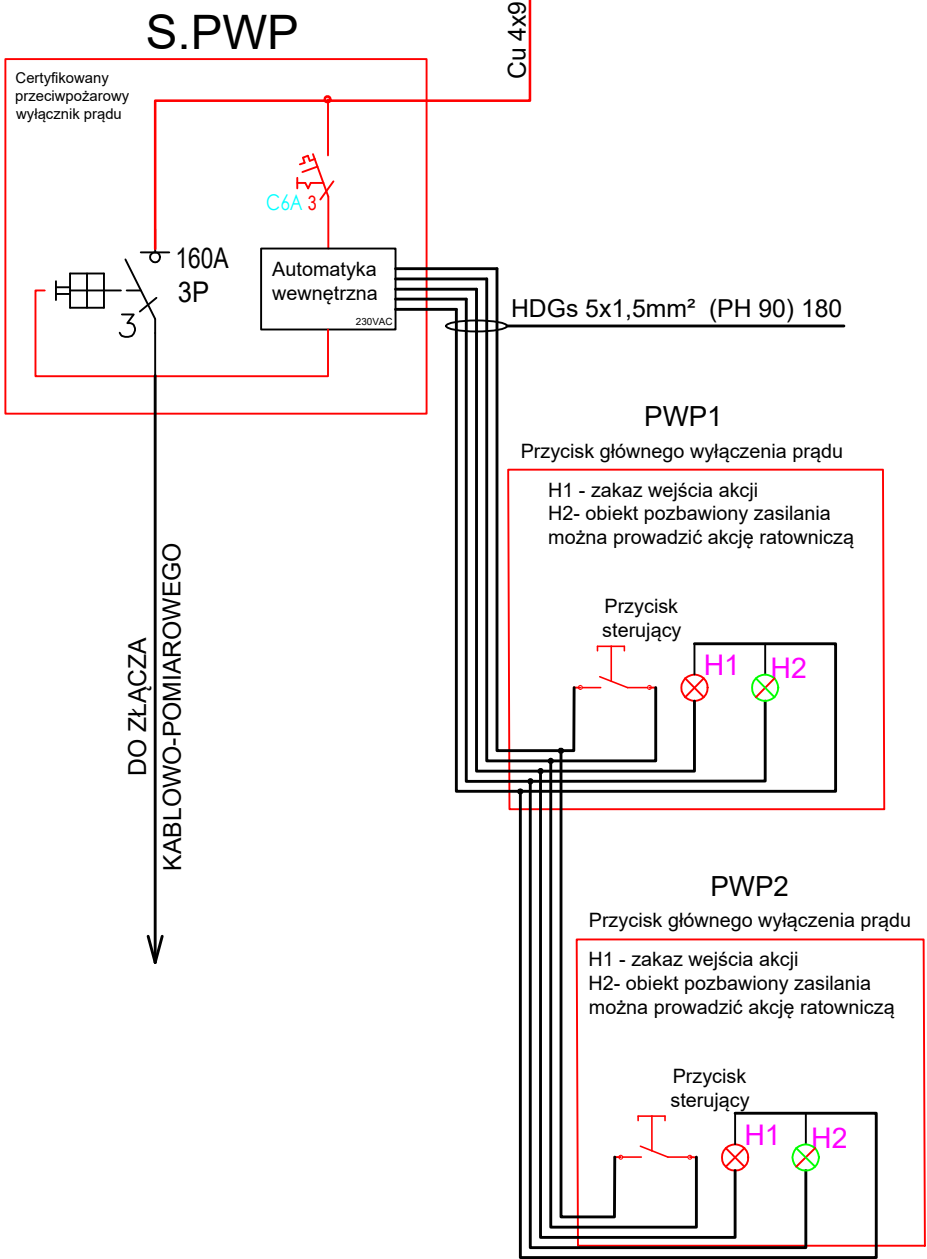 S.PWP
Cu 4x9
Certyfikowany
przeciwpożarowy
wyłącznik prądu
C6A 3
160A
3P
3
Automatyka
wewnętrzna
230VAC
HDGs 5x1,5mm² (PH 90) 180
DO ZŁĄCZA
KABLOWO-POMIAROWEGO
PWP1
Przycisk głównego wyłączenia prądu
H1 - zakaz wejścia akcji
H2- obiekt pozbawiony zasilania
można prowadzić akcję ratowniczą
Przycisk
sterujący
H1
H2
PWP2
Przycisk głównego wyłączenia prądu
H1 - zakaz wejścia akcji
H2- obiekt pozbawiony zasilania
można prowadzić akcję ratowniczą
Przycisk
sterujący
H1
H2